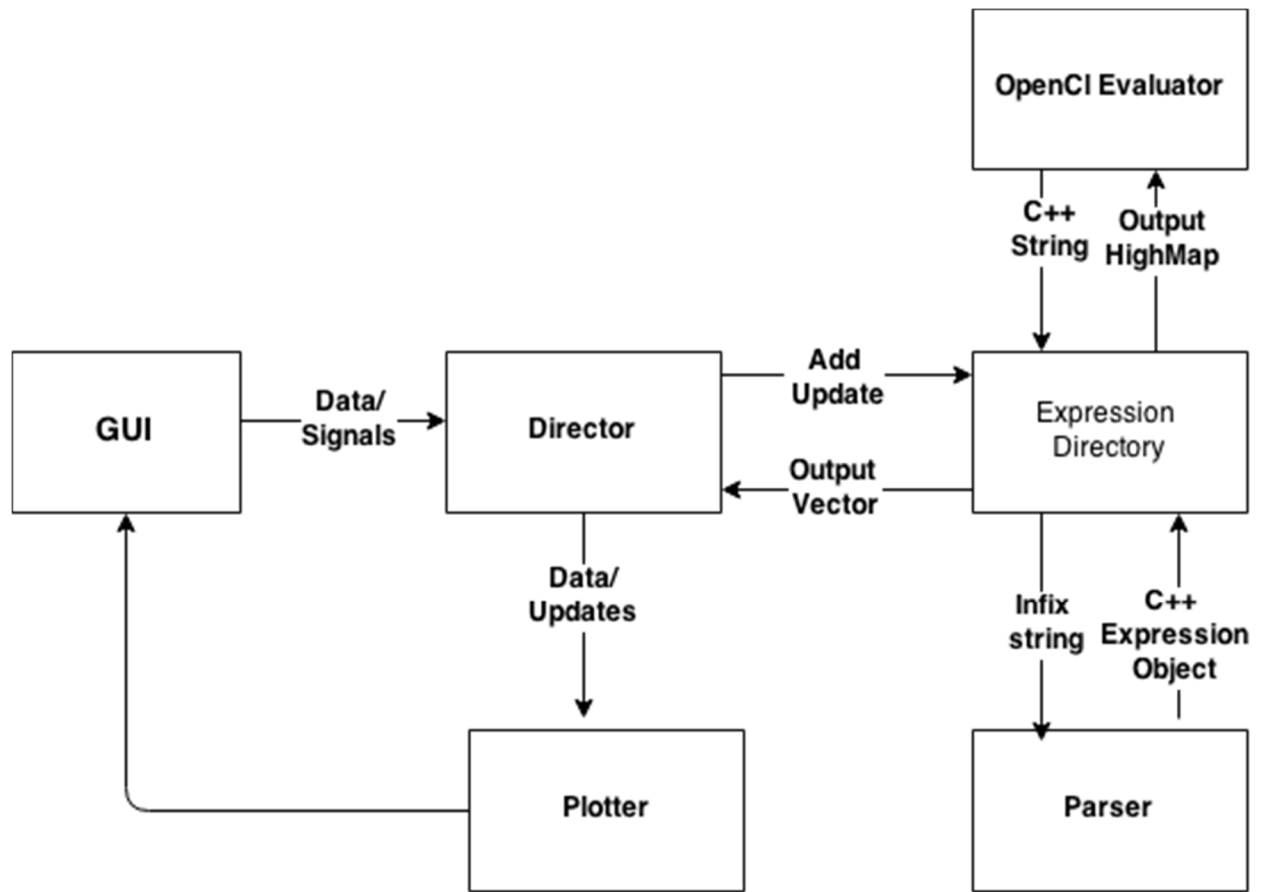 OpenCl Evaluator
C++
String
Output
HighMap
GUI
Data/
Signals
Director
Add
Update
Output
Vector
Expression
Directory
Data/
Updates
Infix
string
C++
Expression
Object
Plotter
Parser